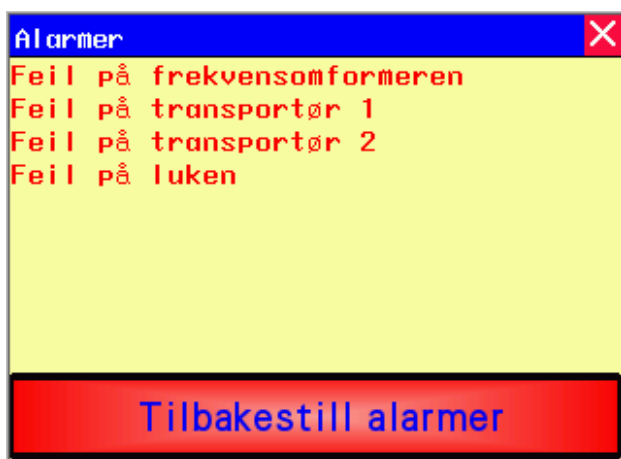 Alarmer
Feil på frekvensomformeren
Feil på transportør 1
Feil på transportør 2
Feil på luken
Tilbakestill alarmer